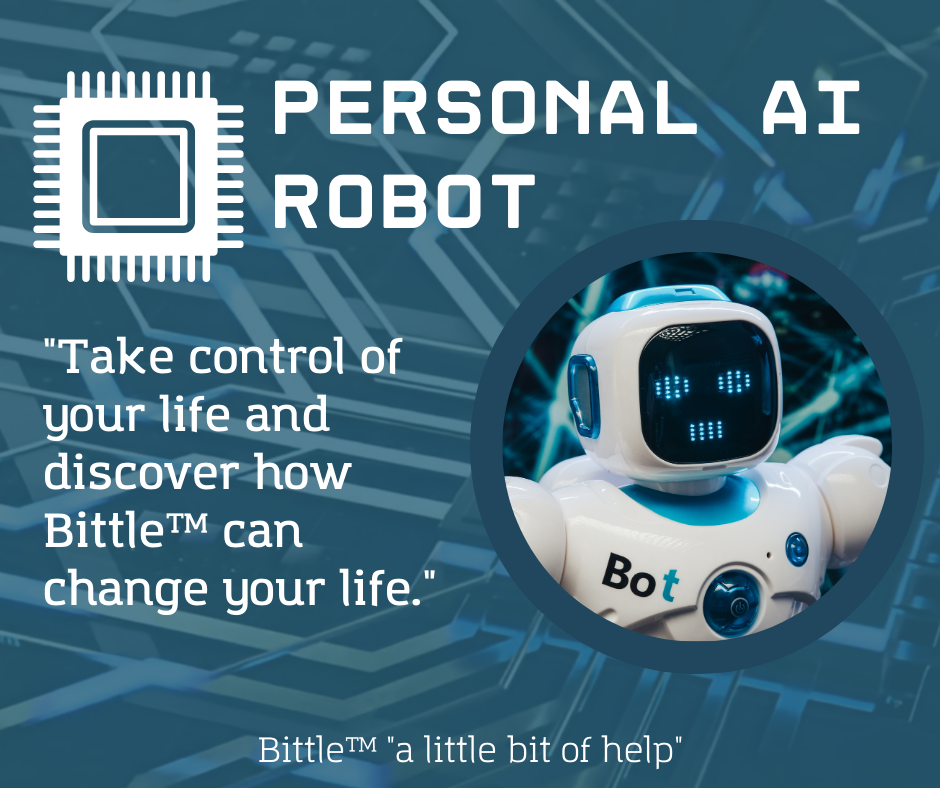 PERSONAL AI
ROBOT
"Take control of
your life and
discover how
Bittle™ can
change your life."
Bot
Bittle™ "a little bit of help"